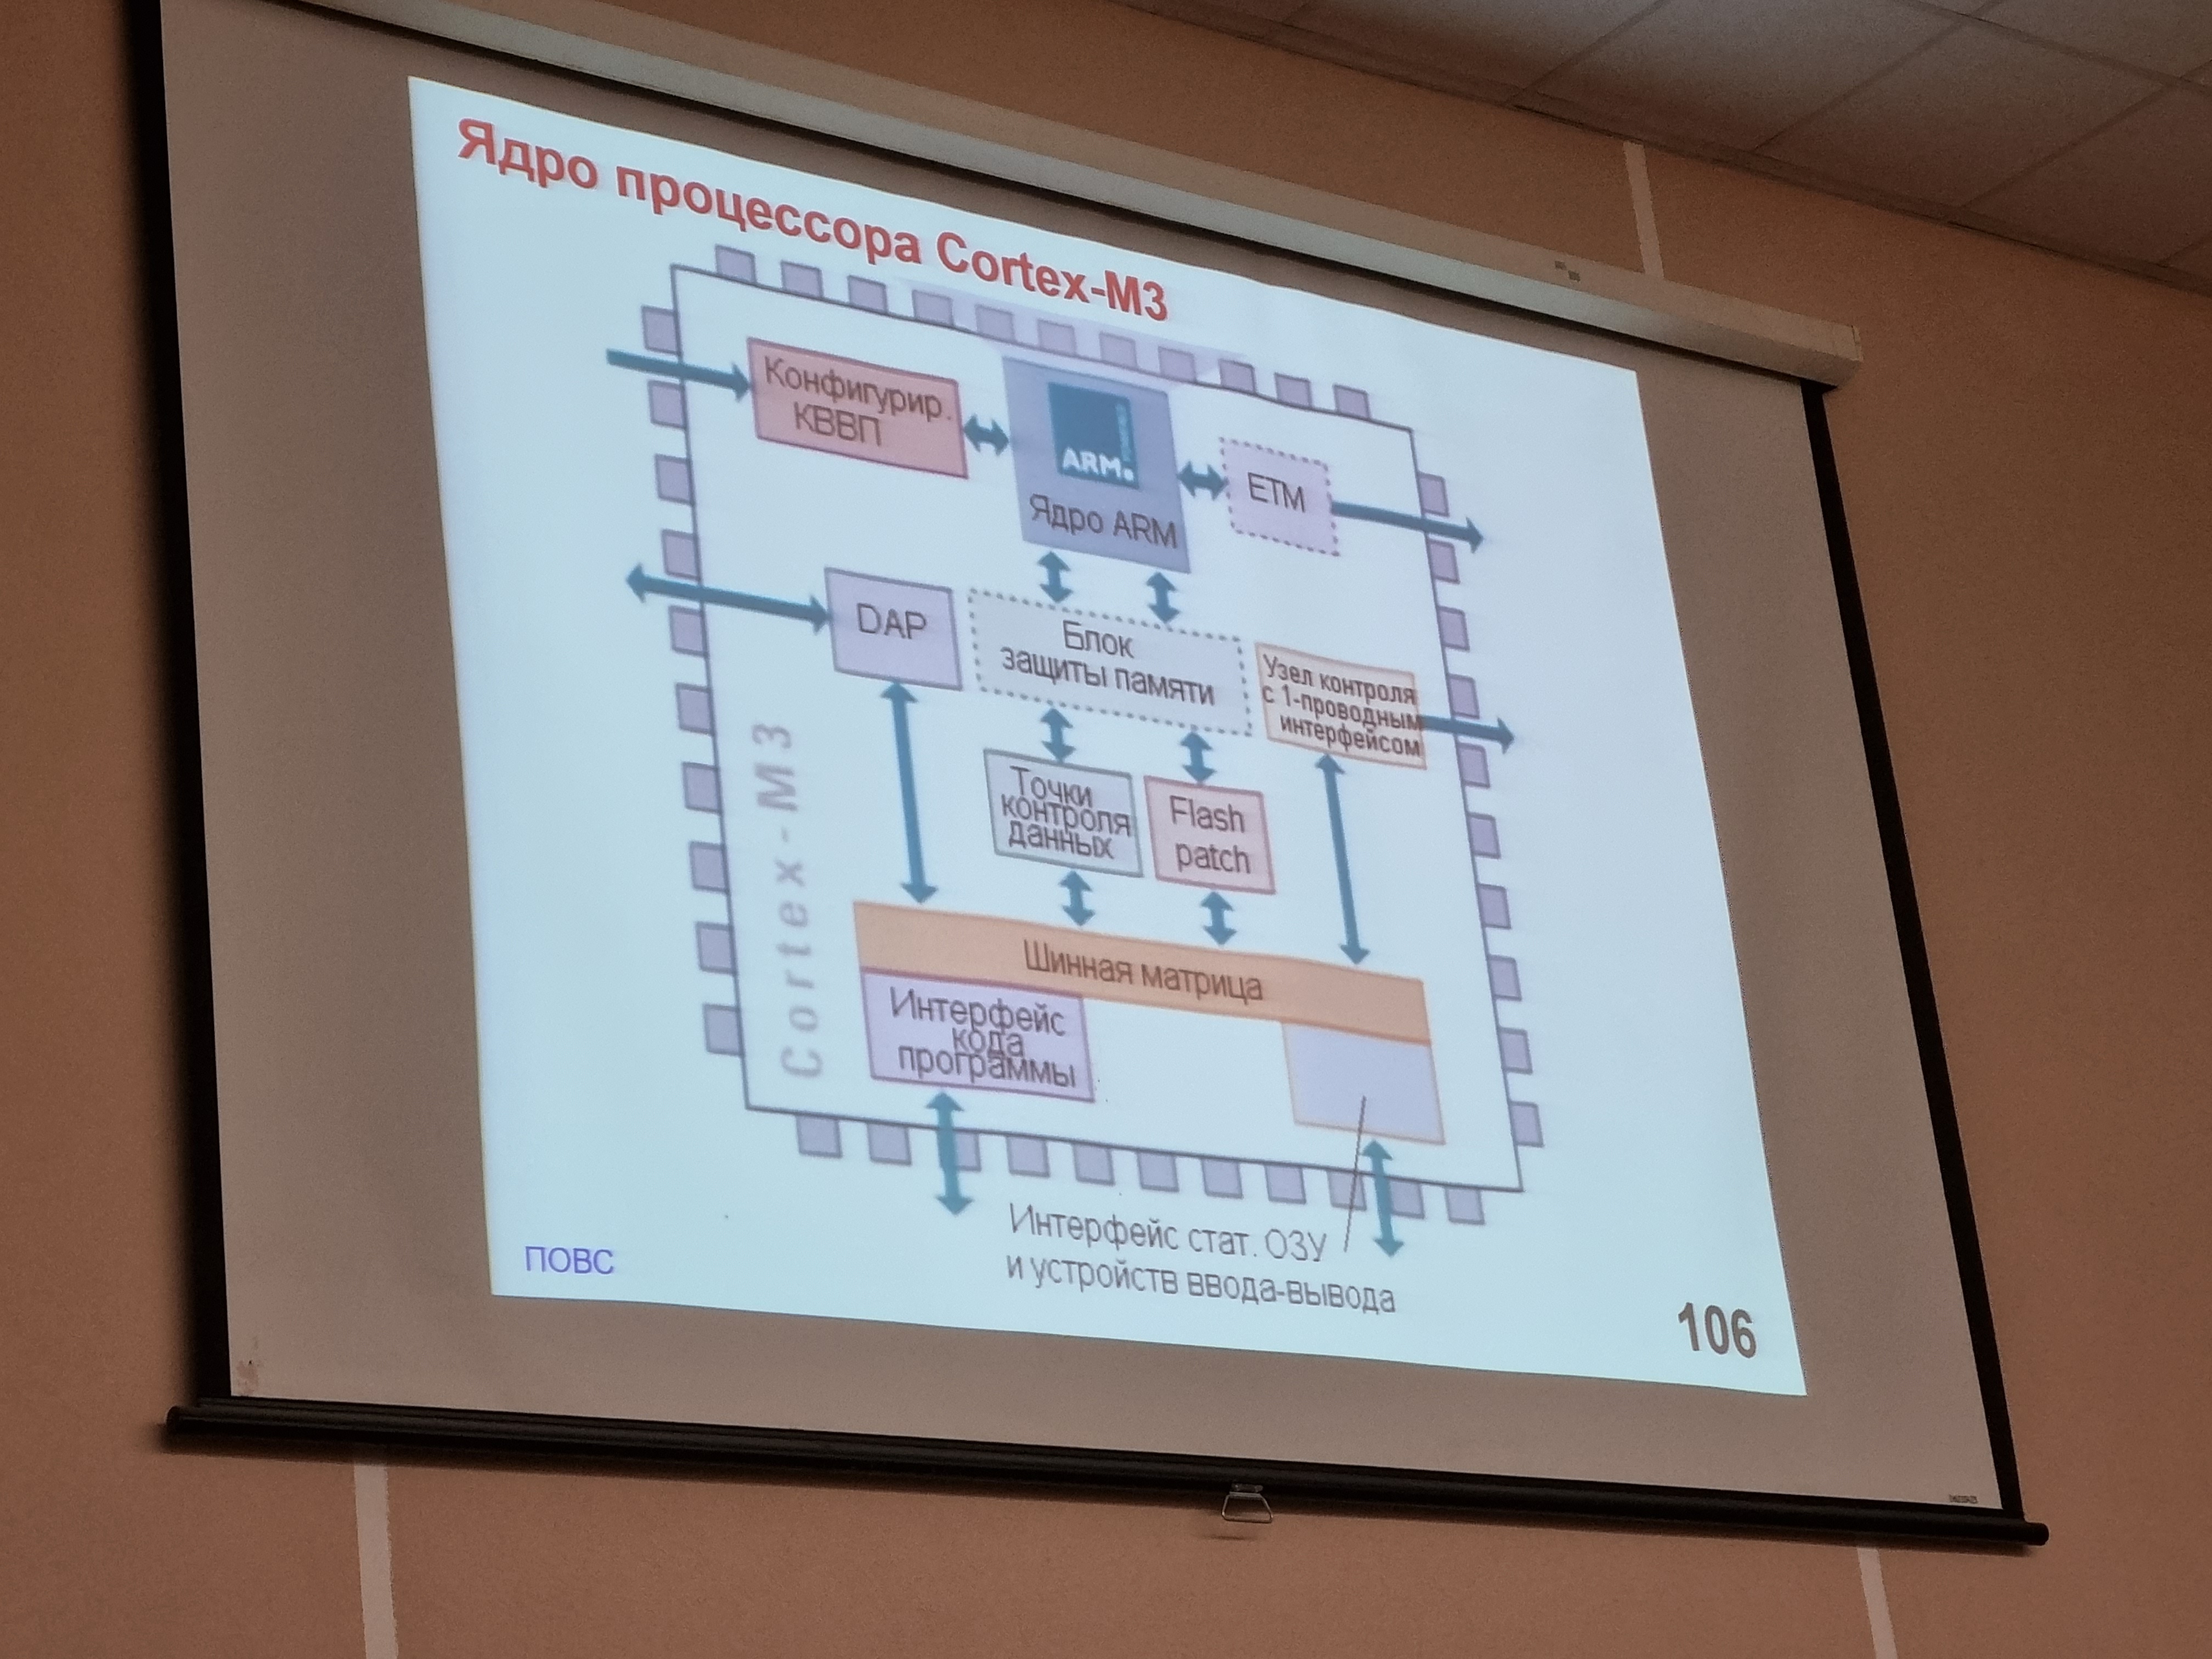 Ядро процессора Cortex-M3
Конфигурир.
КВВП
ARM
Ядро ARM
ETM
DAP
Блок
защиты памяти
Узел контроля
с 1-проводным
интерфейсом
Точки
контроля
данных
Flash
patch
Cortex-M3
Шинная матрица
Интерфейс
кода
программы
Интерфейс стат. ОЗУ
и устройств ввода-вывода
ПОВС
106